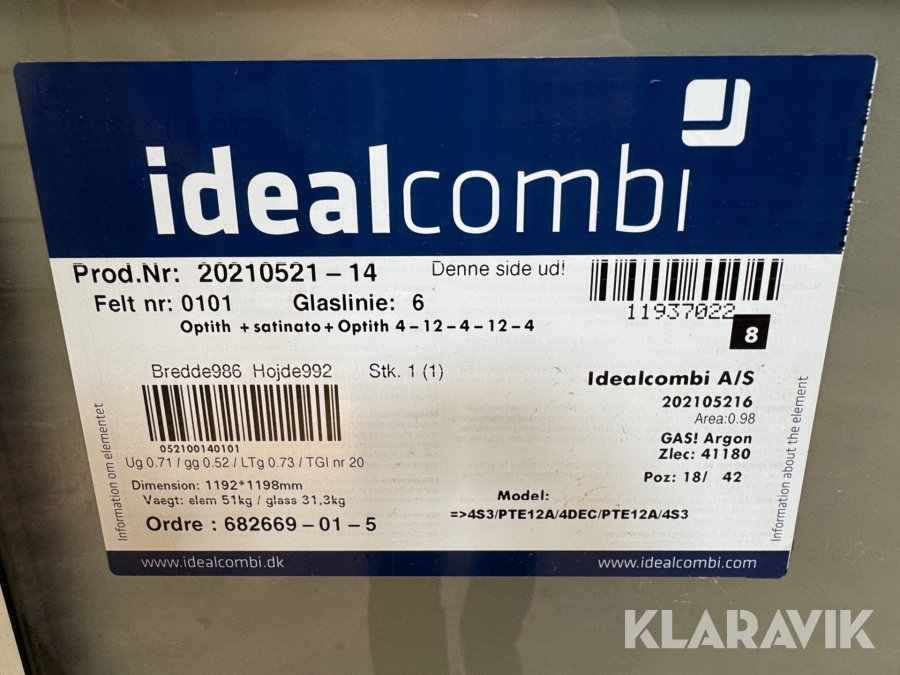 idealcombi
Prod.Nr: 20210521-14
Denne side ud!
Felt nr: 0101 Glaslinie: 6
11937022
Optith + satinato + Optith 4-12-4-12-4
8
Bredde986 Hojde992 Stk. 1 (1)
Idealcombi A/S
202105216
Area:0.98
052100140101
GAS! Argon
Ug 0.71 / gg 0.52 / LTg 0.73 / TGI nr 20
Zlec: 41180
Dimension: 1192*1198mm
Poz: 18/ 42
Vaegt: elem 51kg / glass 31,3kg
Model:
Ordre : 682669-01-5
=>4S3/PTE12A/4DEC/PTE12A/4S3
Information om elementet
Information about the element
www.idealcombi.dk
www.idealcombi.com
KLARAVIK